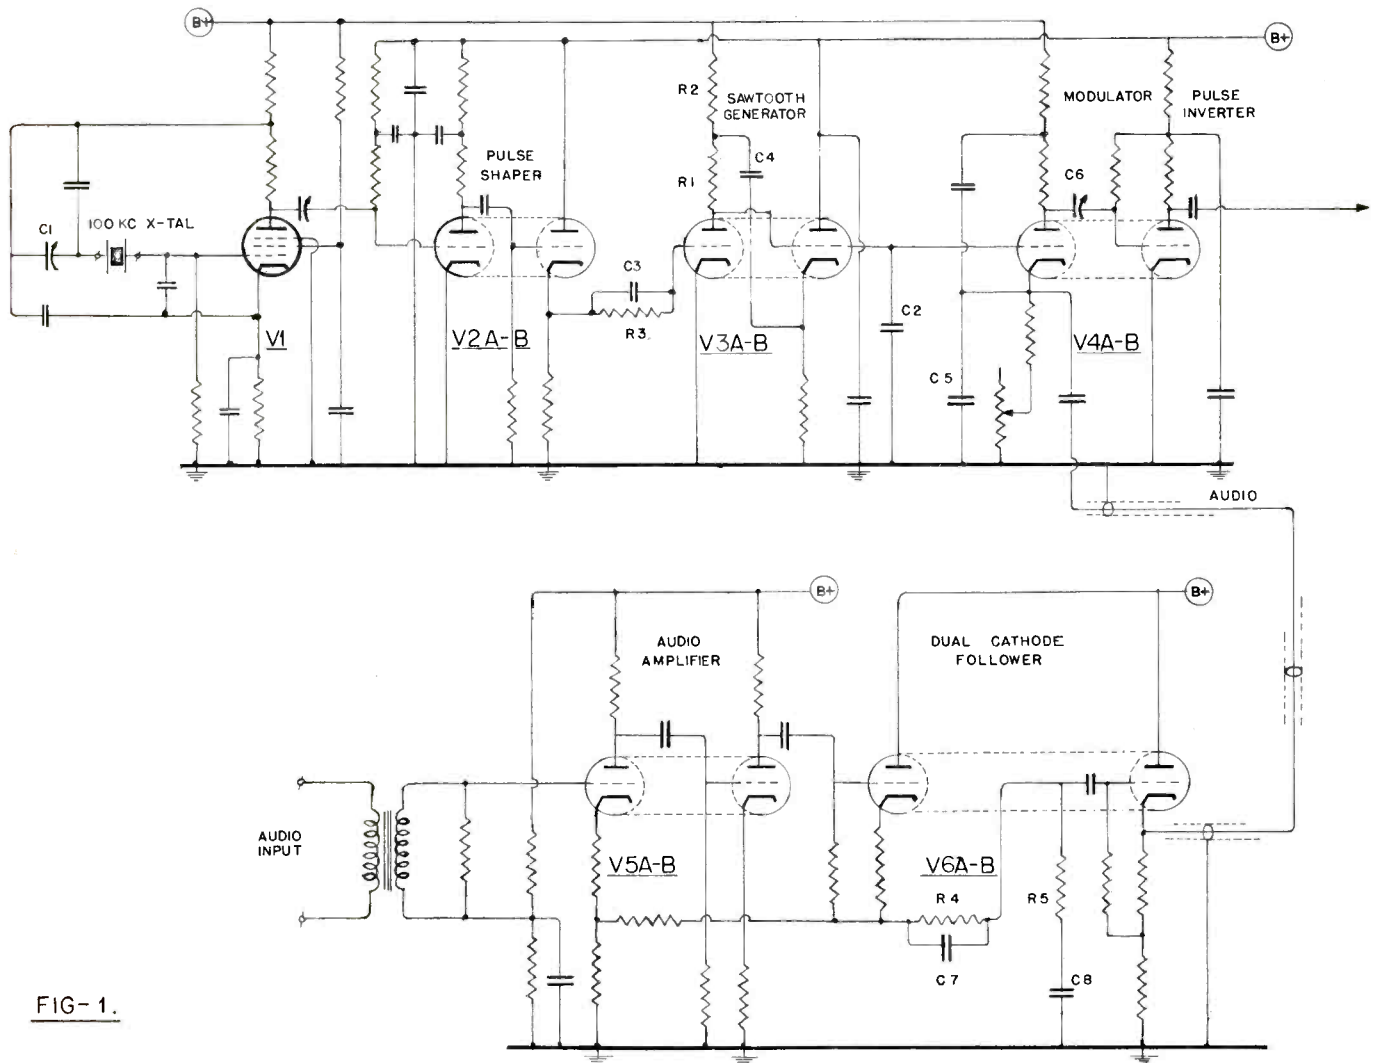 B+
B+
R2
SAWTOOTH
GENERATOR
MODULATOR
PULSE
INVERTER
PULSE
SHAPER
C4
R1
C6
C1
100 KC X-TAL
C3
R3
C2
V1
V2A-B
V3A-B
V4A-B
C5
AUDIO
B+
B+
AUDIO
AMPLIFIER
DUAL CATHODE
FOLLOWER
AUDIO
INPUT
V5A-B
V6A-B
R4
R5
C7
C8
FIG-1.